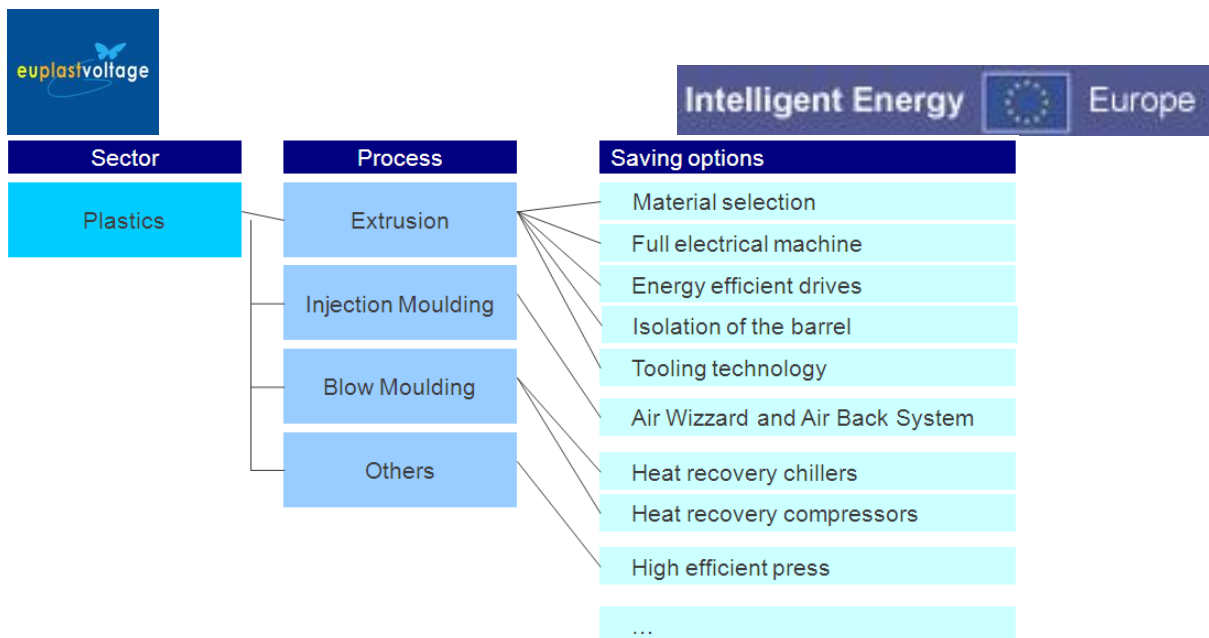 euplastvoltage
Intelligent Energy Europe
Sector Process Saving options
Plastics
Extrusion
Injection Moulding
Blow Moulding
Others
Material selection
Full electrical machine
Energy efficient drives
Isolation of the barrel
Tooling technology
Air Wizzard and Air Back System
Heat recovery chillers
Heat recovery compressors
High efficient press
...